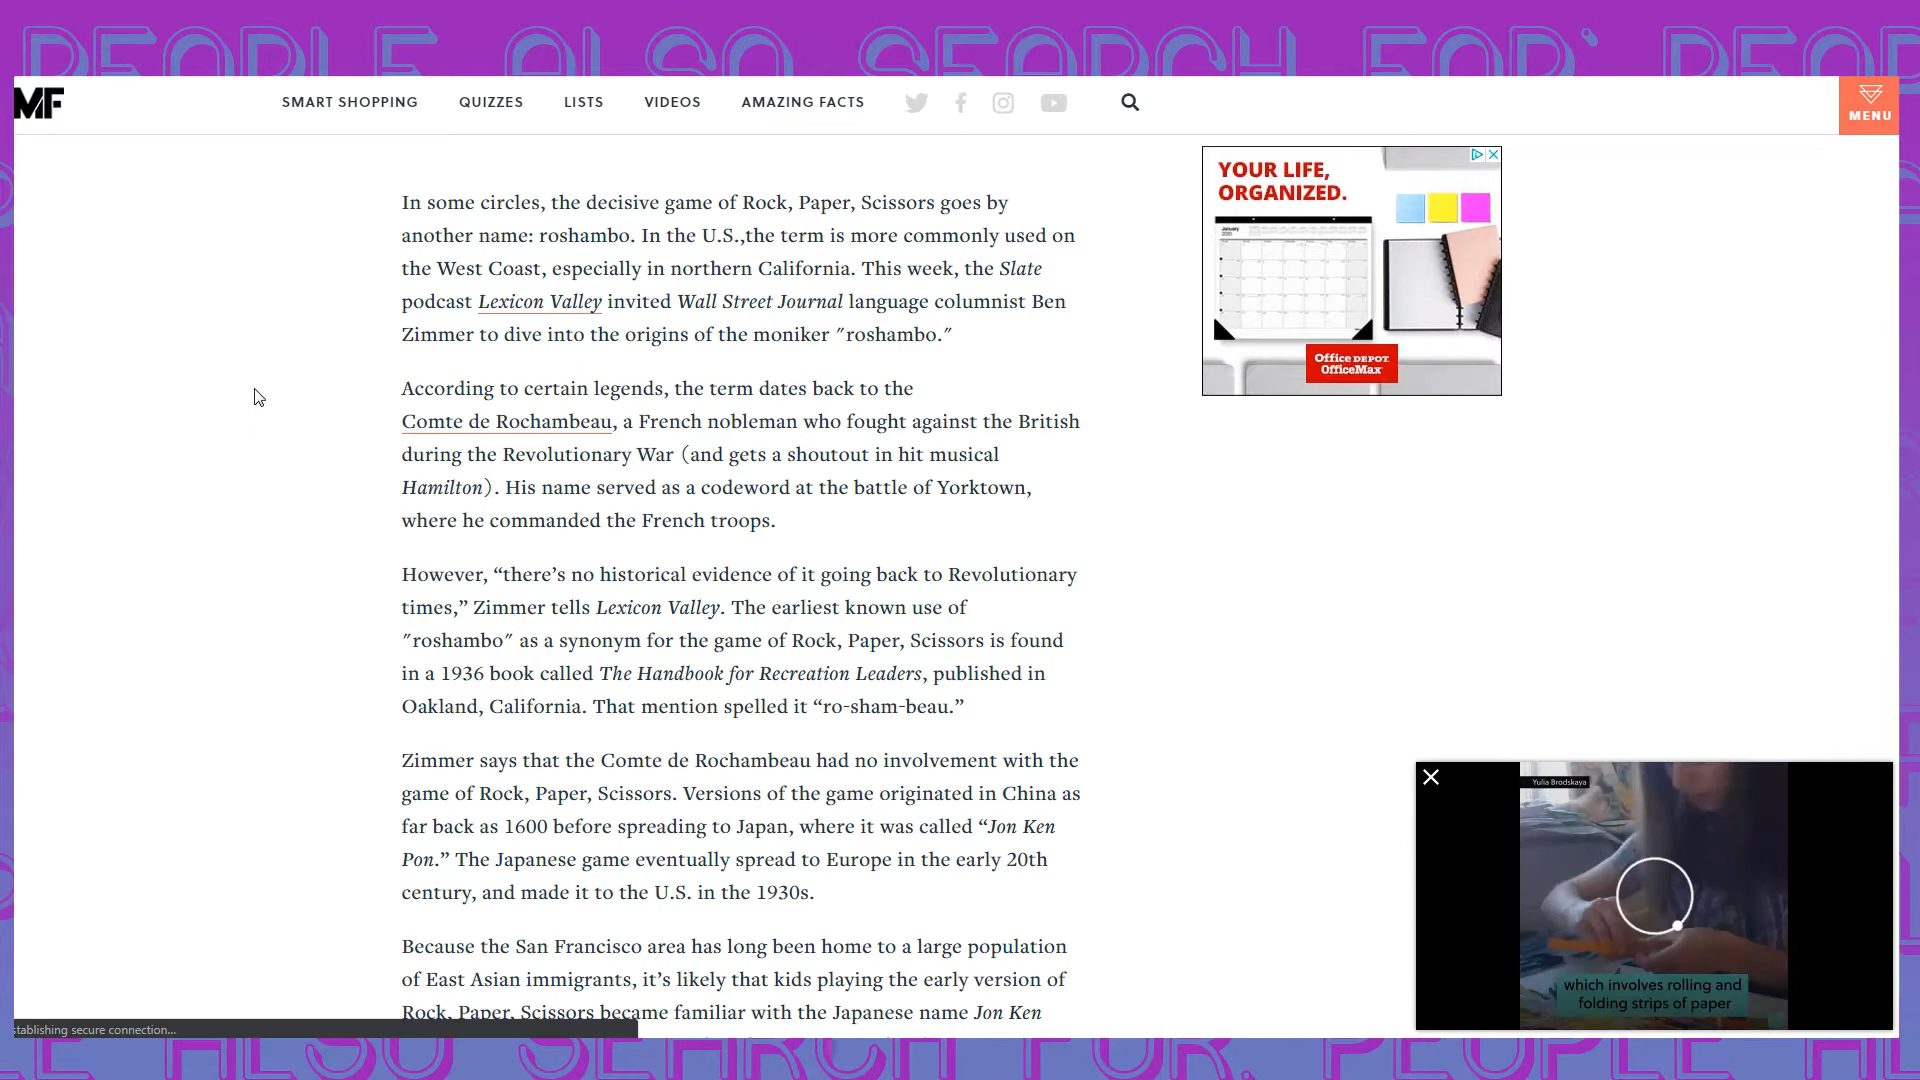 PEOPLE ALSO SEARCH FOR: PEOP
MF
SMART SHOPPING QUIZZES LISTS VIDEOS AMAZING FACTS
MENU
In some circles, the decisive game of Rock, Paper, Scissors goes by
another name: roshambo. In the U.S.,the term is more commonly used on
the West Coast, especially in northern California. This week, the Slate
podcast Lexicon Valley invited Wall Street Journal language columnist Ben
Zimmer to dive into the origins of the moniker "roshambo."
According to certain legends, the term dates back to the
Comte de Rochambeau, a French nobleman who fought against the British
during the Revolutionary War (and gets a shoutout in hit musical
Hamilton). His name served as a codeword at the battle of Yorktown,
where he commanded the French troops.
However, “there’s no historical evidence of it going back to Revolutionary
times,” Zimmer tells Lexicon Valley. The earliest known use of
"roshambo" as a synonym for the game of Rock, Paper, Scissors is found
in a 1936 book called The Handbook for Recreation Leaders, published in
Oakland, California. That mention spelled it “ro-sham-beau.”
Zimmer says that the Comte de Rochambeau had no involvement with the
game of Rock, Paper, Scissors. Versions of the game originated in China as
far back as 1600 before spreading to Japan, where it was called “Jon Ken
Pon.” The Japanese game eventually spread to Europe in the early 20th
century, and made it to the U.S. in the 1930s.
Because the San Francisco area has long been home to a large population
of East Asian immigrants, it’s likely that kids playing the early version of
Rock, Paper, Scissors became familiar with the Japanese name Jon Ken
YOUR LIFE,
ORGANIZED.
January
Office DEPOT
OfficeMax
Yulia Brodskaya
which involves rolling and
folding strips of paper
stablishing secure connection...
LE ALSO SEARCH FOR: PEOPLE AL